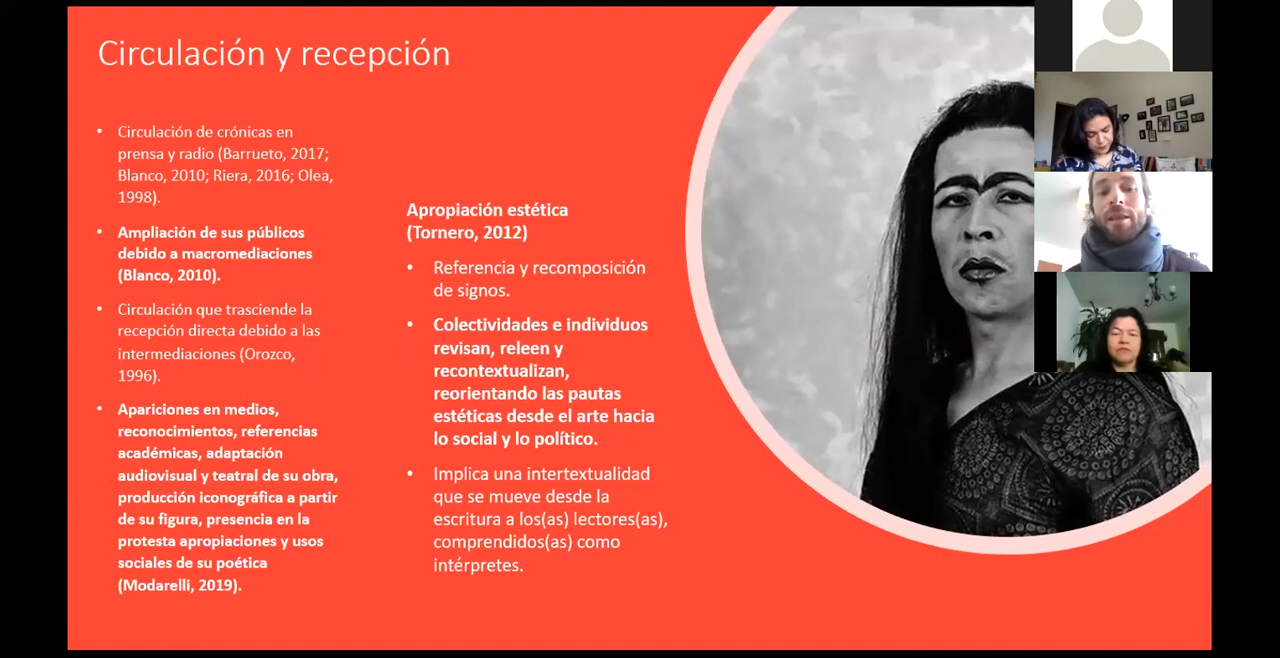 Circulación y recepción
• Circulación de crónicas en
prensa y radio (Barrueto, 2017;
Blanco, 2010; Riera, 2016; Olea,
1998).
• Ampliación de sus públicos
debido a macromediaciones
(Blanco, 2010).
• Circulación que trasciende la
recepción directa debido a las
intermediaciones (Orozco,
1996).
• Apariciones en medios,
reconocimientos, referencias
académicas, adaptación
audiovisual y teatral de su obra,
producción iconográfica a partir
de su figura, presencia en la
protesta apropiaciones y usos
sociales de su poética
(Modarelli, 2019).
Apropiación estética
(Tornero, 2012)
• Referencia y recomposición
de signos.
• Colectividades e individuos
revisan, releen y
recontextualizan,
reorientando las pautas
estéticas desde el arte hacia
lo social y lo político.
• Implica una intertextualidad
que se mueve desde la
escritura a los(as) lectores(as),
comprendidos(as) como
intérpretes.